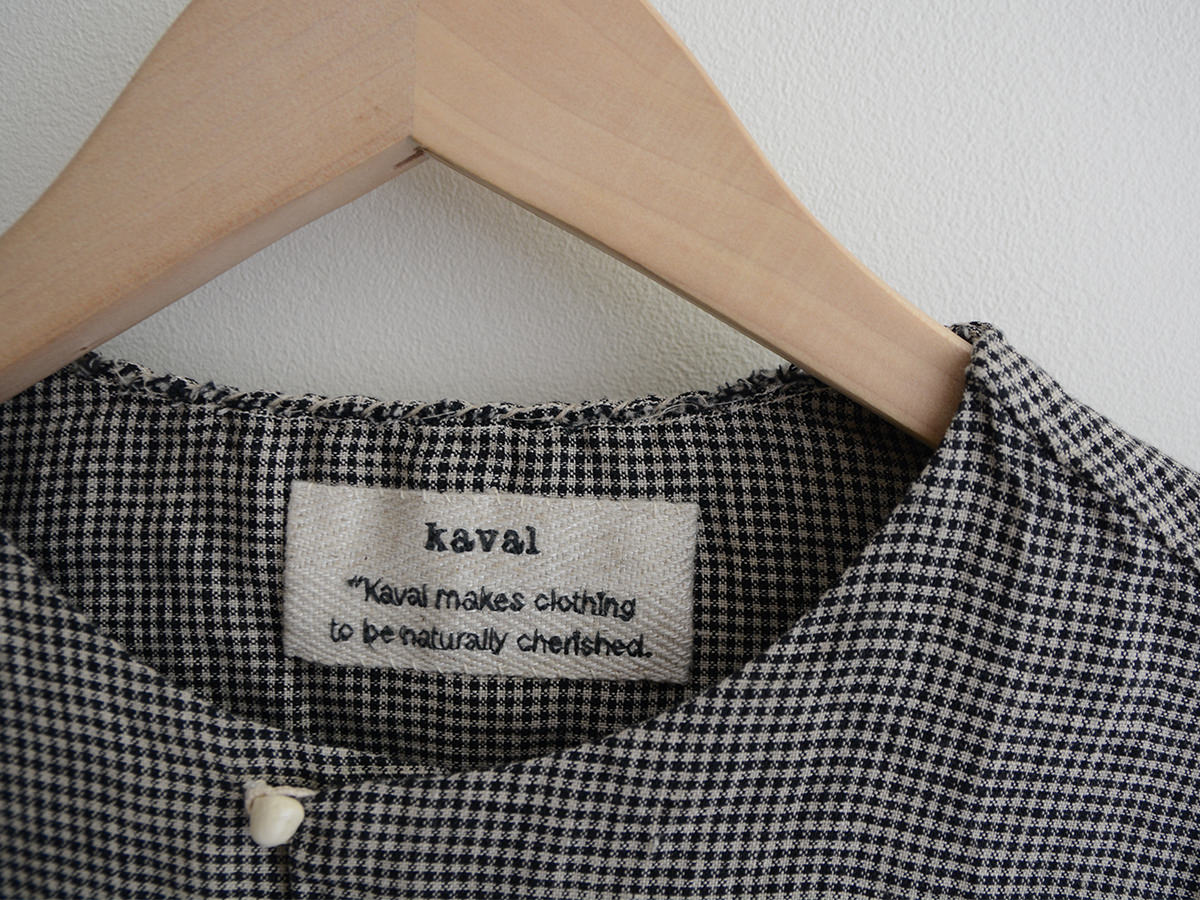 kaval
"Kaval makes clothing
to be naturally cherished.